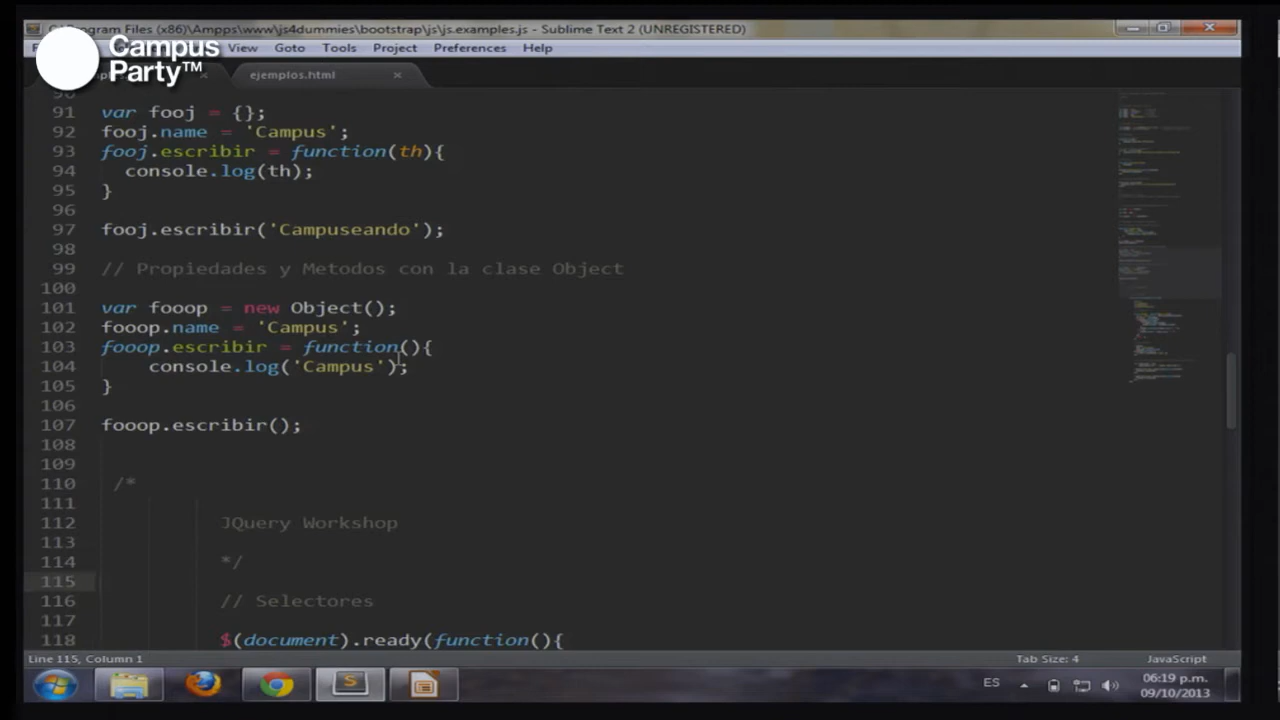 C:\Program Files (x86)\Ampps\www\js4dummies\bootstrap\js\js.examples.js - Sublime Text 2 (UNREGISTERED)
Campus
Party™
View Goto Tools Project Preferences Help
ejemplos.html
90
91 var fooj = {};
92 fooj.name = 'Campus';
93 fooj.escribir = function(th){
94 console.log(th);
95 }
96
97 fooj.escribir('Campuseando');
98
99 // Propiedades y Metodos con la clase Object
100
101 var fooop = new Object();
102 fooop.name = 'Campus';
103 fooop.escribir = function(){
104 console.log('Campus');
105 }
106
107 fooop.escribir();
108
109
110 /*
111
112 JQuery Workshop
113
114 */
115
116 // Selectores
117
118 $(document).ready(function(){
Line 115, Column 1
Tab Size: 4
JavaScript
ES
06:19 p.m.
09/10/2013